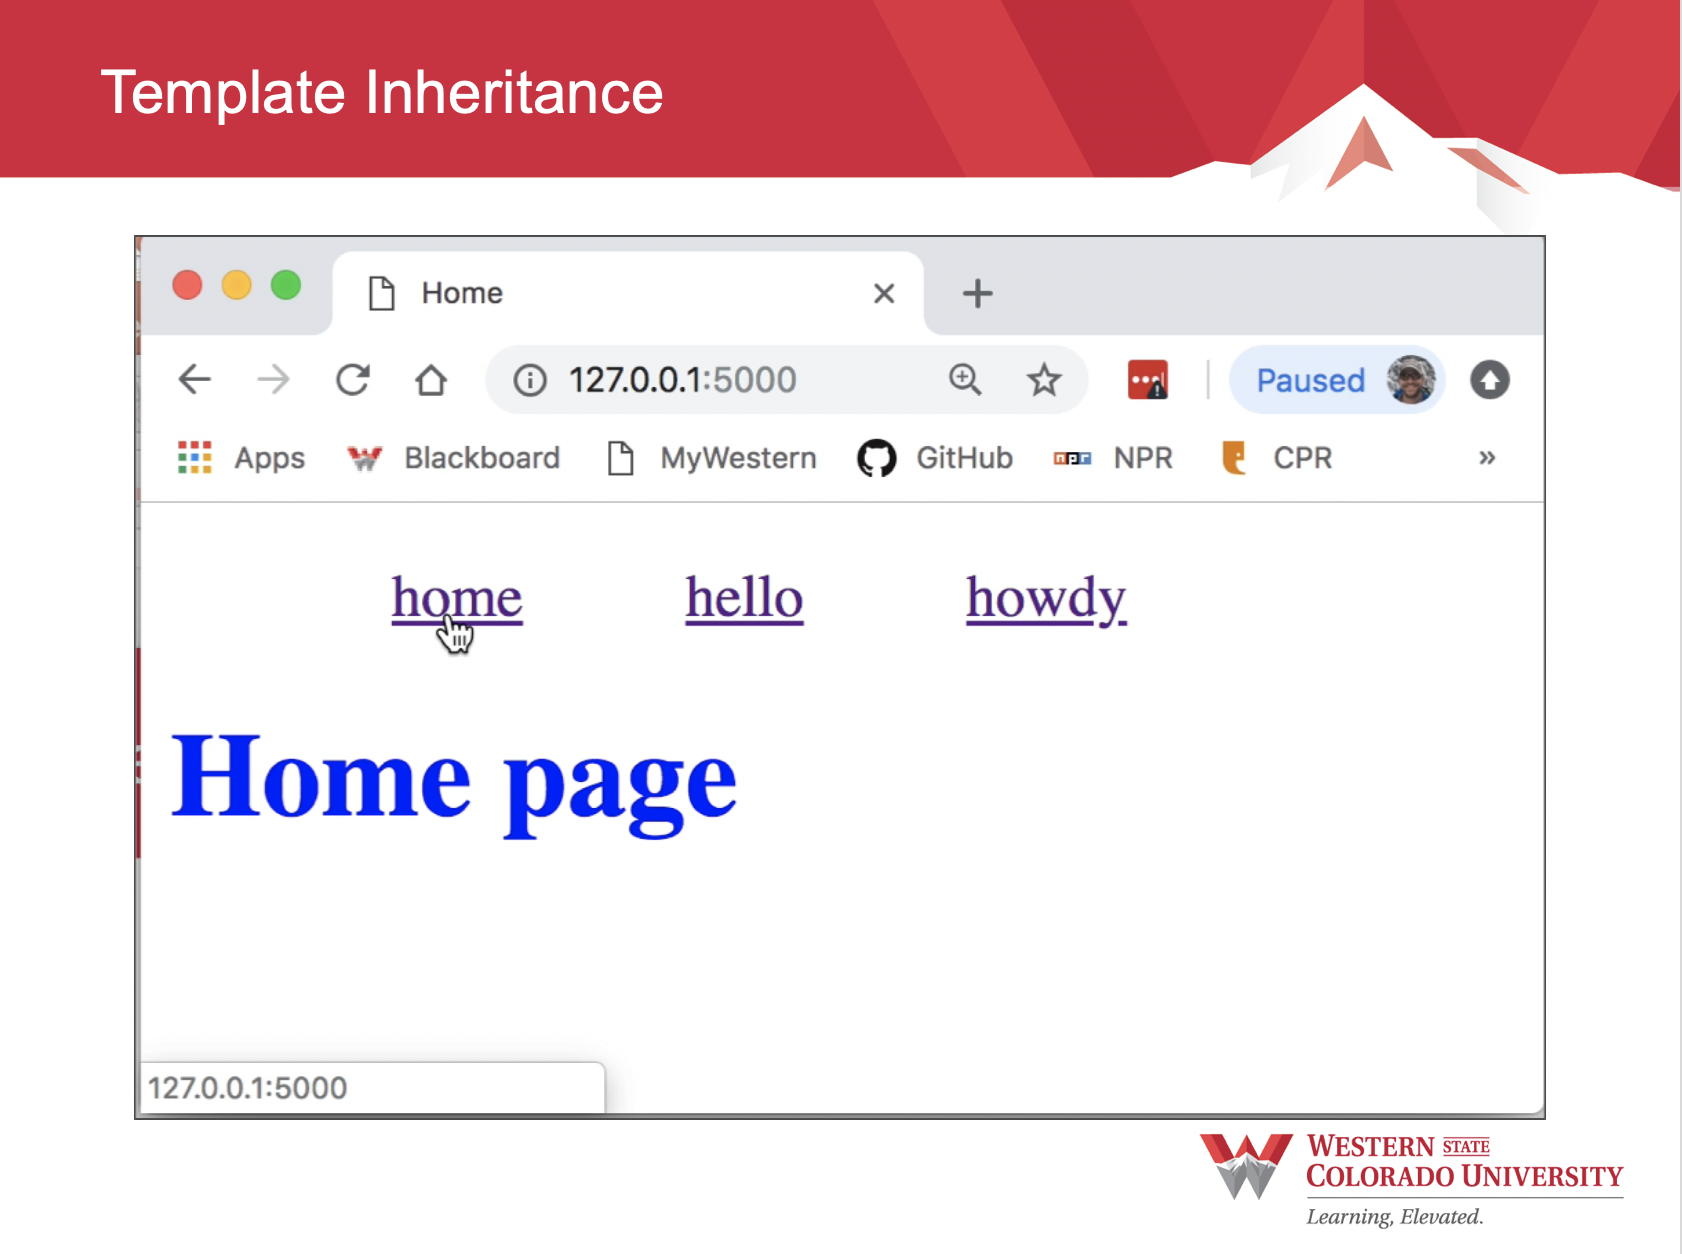 Template Inheritance
Home
127.0.0.1:5000
Paused
Apps Blackboard MyWestern GitHub npr NPR CPR »
home hello howdy
Home page
127.0.0.1:5000
WESTERN STATE
COLORADO UNIVERSITY
Learning, Elevated.